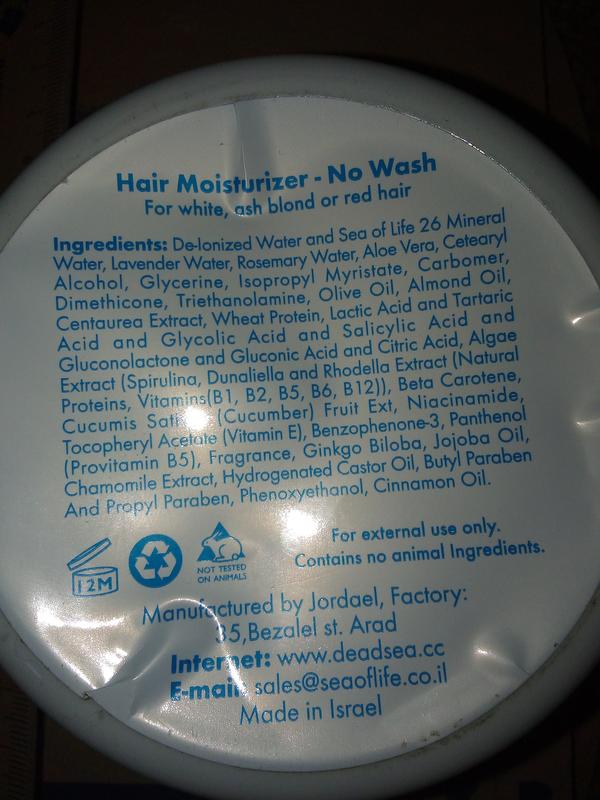 Hair Moisturizer - No Wash
For white, ash blond or red hair
Ingredients: De-Ionized Water and Sea of Life 26 Mineral
Water, Lavender Water, Rosemary Water, Aloe Vera, Cetearyl
Alcohol, Glycerine, Isopropyl Myristate, Carbomer,
Dimethicone, Triethanolamine, Olive Oil, Almond Oil,
Centaurea Extract, Wheat Protein, Lactic Acid and Tartaric
Acid and Glycolic Acid and Salicylic Acid and
Gluconolactone and Gluconic Acid and Citric Acid, Algae
Extract (Spirulina, Dunaliella and Rhodella Extract (Natural
Proteins, Vitamins(B1, B2, B5, B6, B12)), Beta Carotene,
Cucumis (Cucumber) Fruit Ext, Niacinamide,
Tocopheryl Acetate (Vitamin E), Benzophenone-3, Panthenol
(Provitamin B5), Fragrance, Ginkgo Biloba, Jojoba Oil,
Chamomile Extract, Hydrogenated Castor Oil, Butyl Paraben
And Propyl Paraben, Phenoxyethanol, Cinnamon Oil.
For external use only.
Contains no animal Ingredients.
12M
NOT TESTED
ON ANIMALS
Manufactured by Jordael, Factory:
35,Bezalel st. Arad
Internet: www.deadsea.cc
E-mail: sales@seaoflife.co.il
Made in Israel